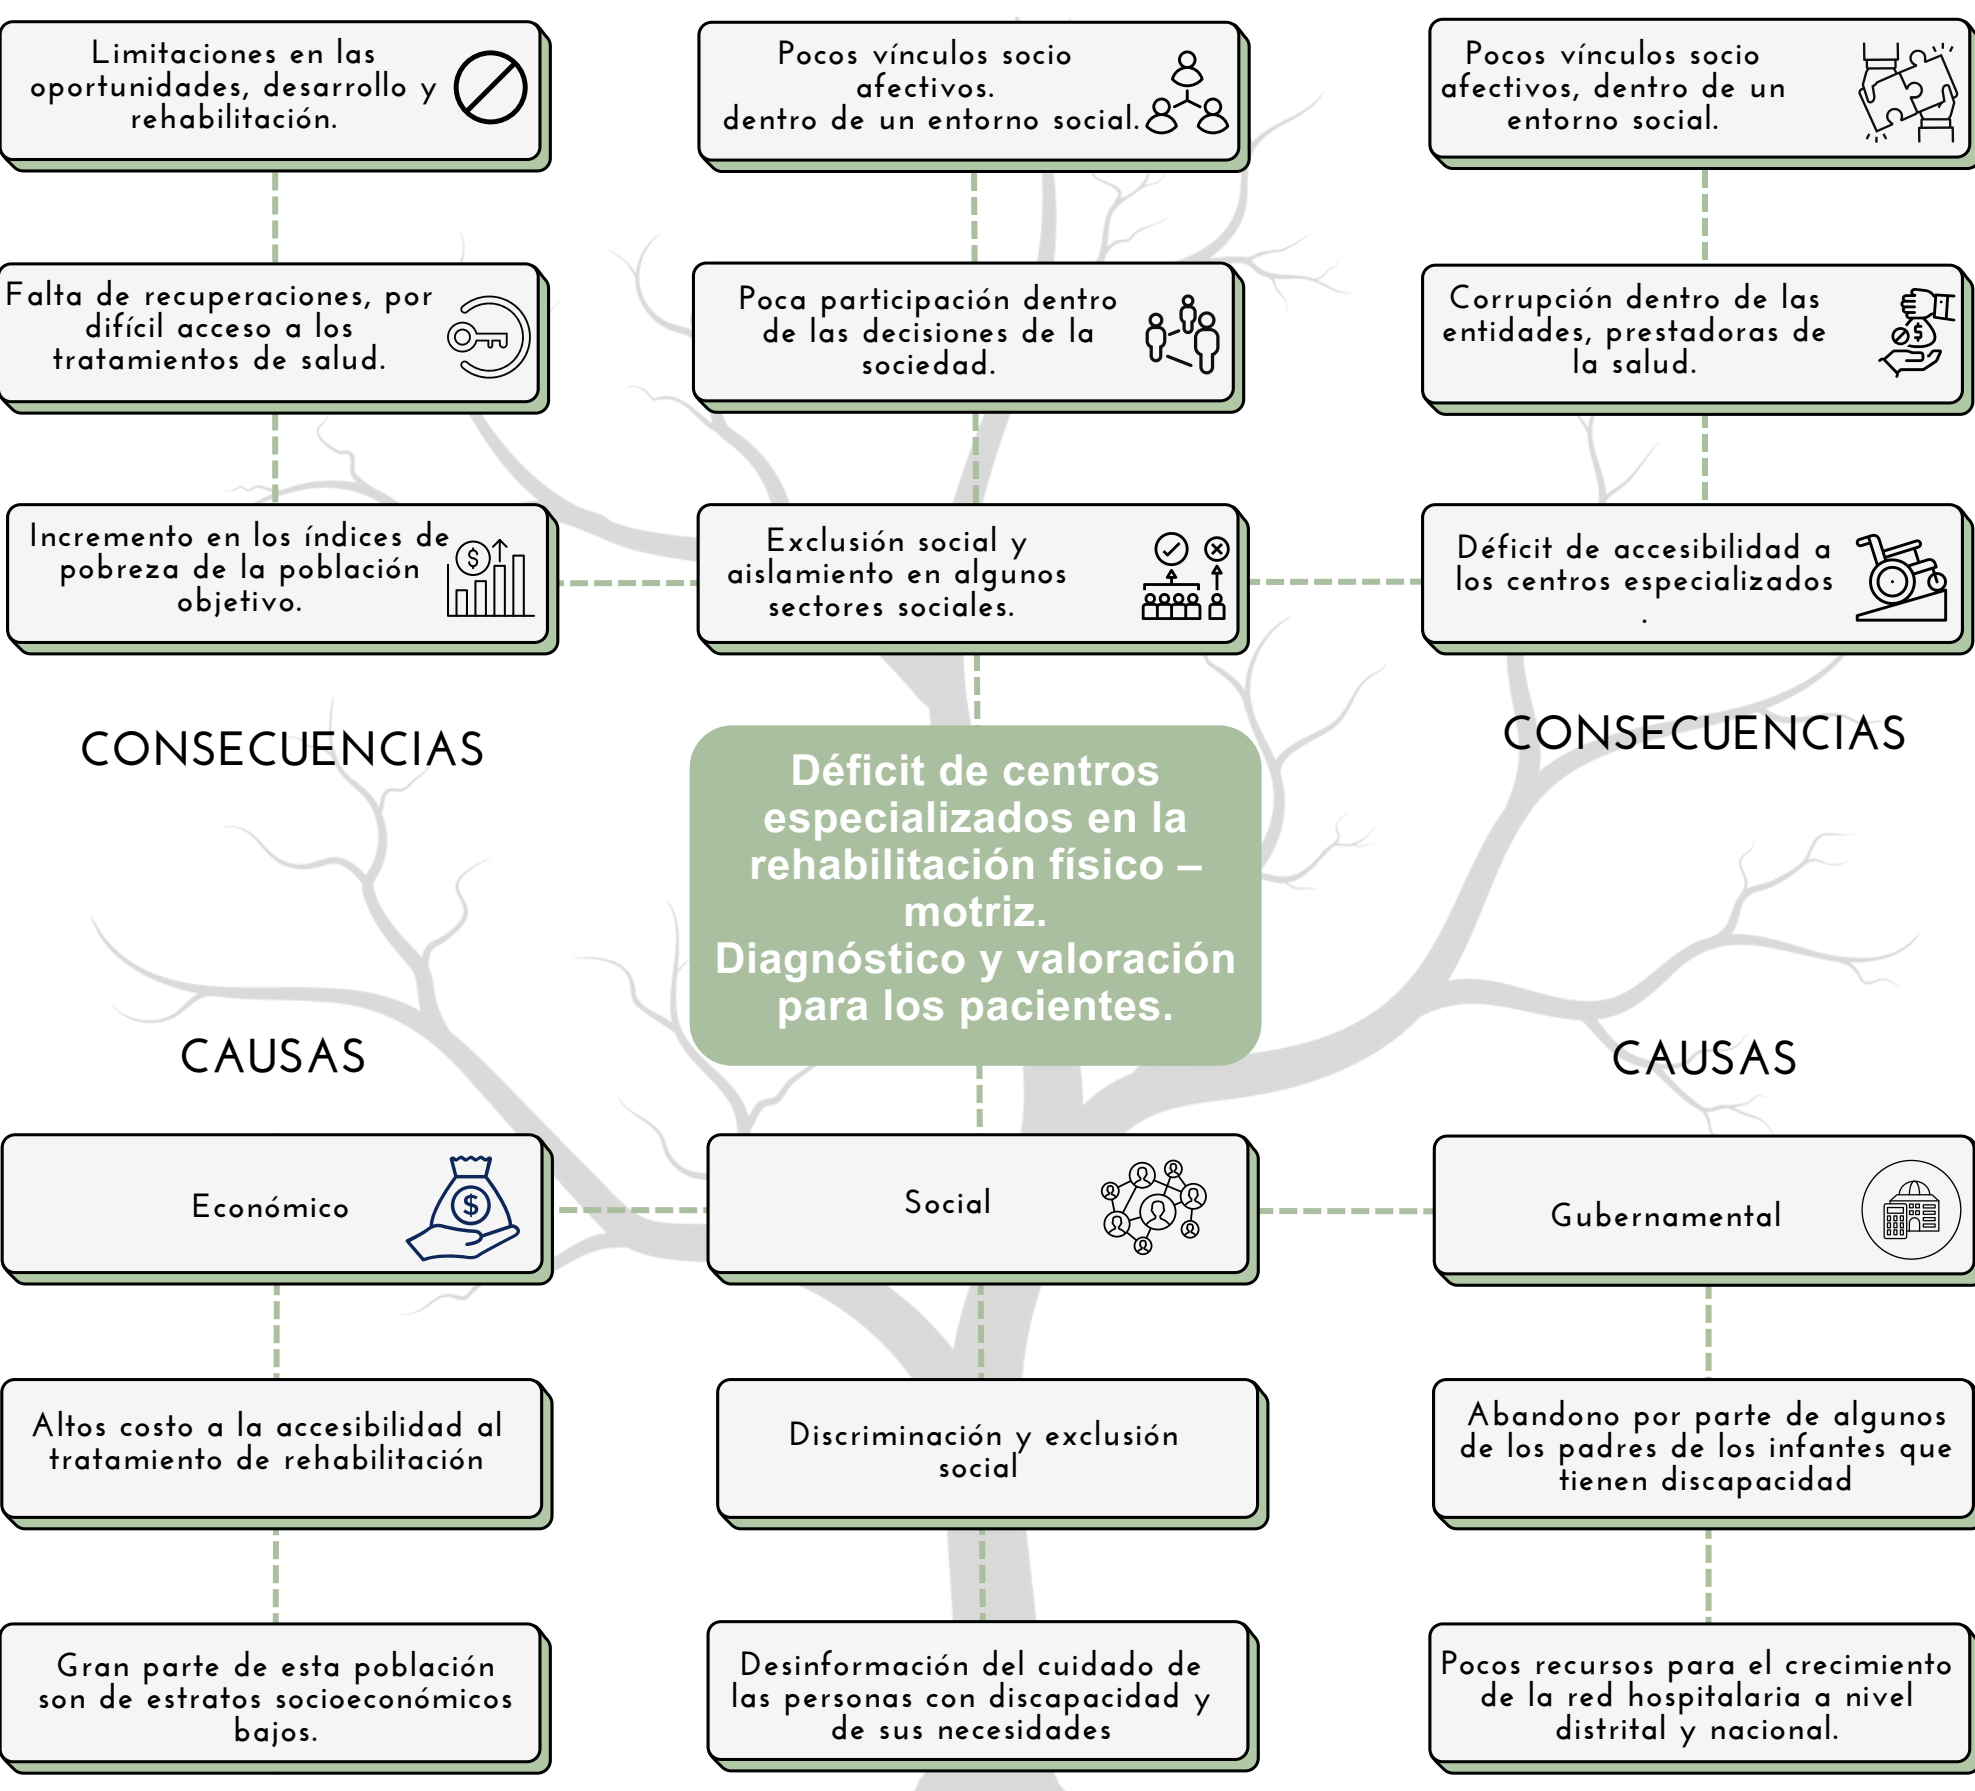 Limitaciones en las
oportunidades, desarrollo y
rehabilitación.
Pocos vínculos socio
afectivos.
dentro de un entorno social.
Pocos vínculos socio
afectivos, dentro de un
entorno social.
Falta de recuperaciones, por
difícil acceso a los
tratamientos de salud.
Poca participación dentro
de las decisiones de la
sociedad.
Corrupción dentro de las
entidades, prestadoras de
la salud.
$
Incremento en los índices de
pobreza de la población
objetivo.
$
Exclusión social y
aislamiento en algunos
sectores sociales.
Déficit de accesibilidad a
los centros especializados
.
CONSECUENCIAS
CONSECUENCIAS
Déficit de centros
especializados en la
rehabilitación físico –
motriz.
Diagnóstico y valoración
para los pacientes.
CAUSAS
CAUSAS
Económico
$
Social
Gubernamental
Altos costo a la accesibilidad al
tratamiento de rehabilitación
Discriminación y exclusión
social
Abandono por parte de algunos
de los padres de los infantes que
tienen discapacidad
Gran parte de esta población
son de estratos socioeconómicos
bajos.
Desinformación del cuidado de
las personas con discapacidad y
de sus necesidades
Pocos recursos para el crecimiento
de la red hospitalaria a nivel
distrital y nacional.